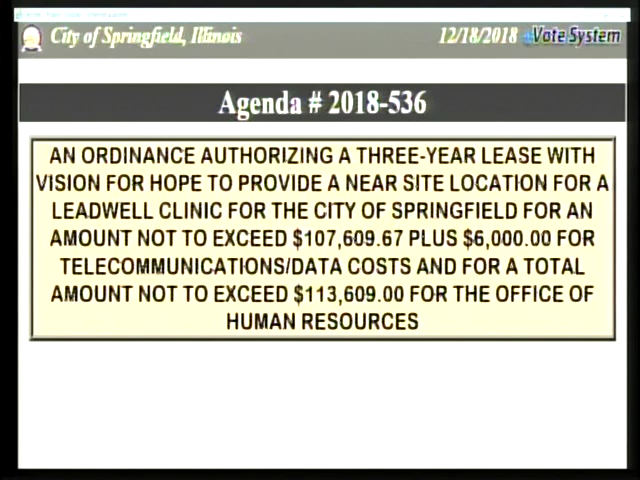 City of Springfield, Illinois
12/18/2018
Vote System
Agenda # 2018-536
AN ORDINANCE AUTHORIZING A THREE-YEAR LEASE WITH
VISION FOR HOPE TO PROVIDE A NEAR SITE LOCATION FOR A
LEADWELL CLINIC FOR THE CITY OF SPRINGFIELD FOR AN
AMOUNT NOT TO EXCEED $107,609.67 PLUS $6,000.00 FOR
TELECOMMUNICATIONS/DATA COSTS AND FOR A TOTAL
AMOUNT NOT TO EXCEED $113,609.00 FOR THE OFFICE OF
HUMAN RESOURCES